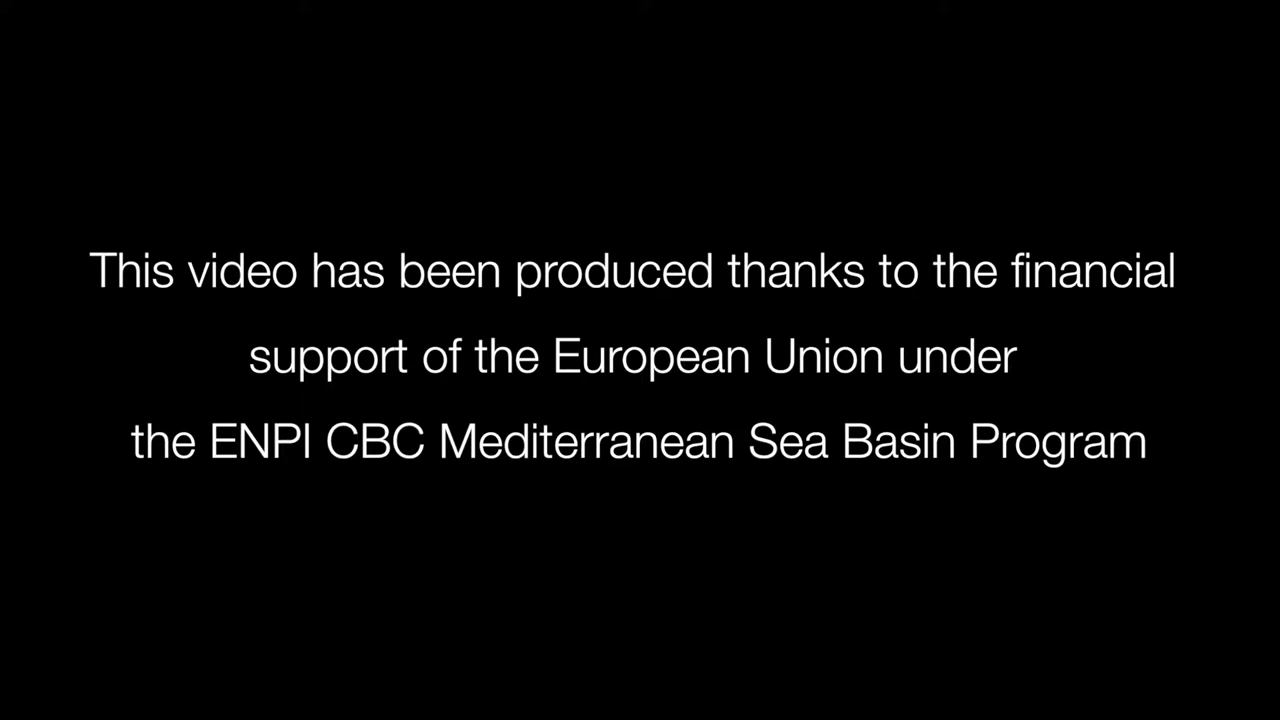 This video has been produced thanks to the financial
support of the European Union under
the ENPI CBC Mediterranean Sea Basin Program